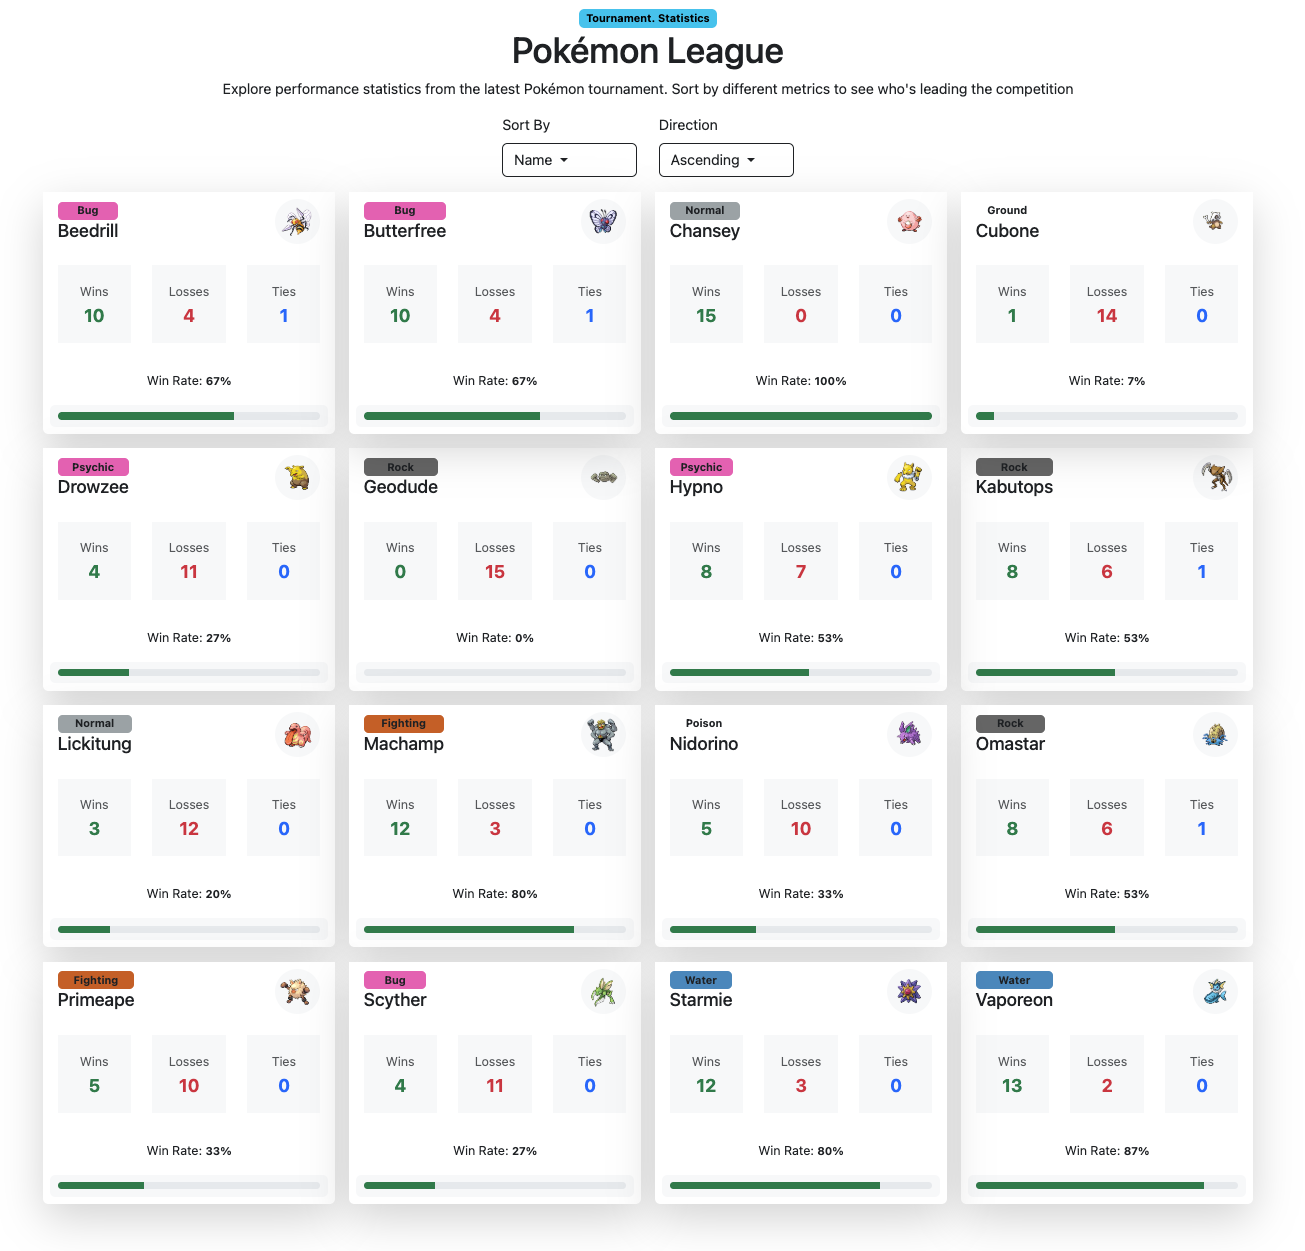 Tournament. Statistics
Pokémon League
Explore performance statistics from the latest Pokémon tournament. Sort by different metrics to see who's leading the competition
Sort By
Name
Direction
Ascending
Bug
Beedrill
Wins Losses Ties
10 4 1
Win Rate: 67%
Bug
Butterfree
Wins Losses Ties
10 4 1
Win Rate: 67%
Normal
Chansey
Wins Losses Ties
15 0 0
Win Rate: 100%
Ground
Cubone
Wins Losses Ties
1 14 0
Win Rate: 7%
Psychic
Drowzee
Wins Losses Ties
4 11 0
Win Rate: 27%
Rock
Geodude
Wins Losses Ties
0 15 0
Win Rate: 0%
Psychic
Hypno
Wins Losses Ties
8 7 0
Win Rate: 53%
Rock
Kabutops
Wins Losses Ties
8 6 1
Win Rate: 53%
Normal
Lickitung
Wins Losses Ties
3 12 0
Win Rate: 20%
Fighting
Machamp
Wins Losses Ties
12 3 0
Win Rate: 80%
Poison
Nidorino
Wins Losses Ties
5 10 0
Win Rate: 33%
Rock
Omastar
Wins Losses Ties
8 6 1
Win Rate: 53%
Fighting
Primeape
Wins Losses Ties
5 10 0
Win Rate: 33%
Bug
Scyther
Wins Losses Ties
4 11 0
Win Rate: 27%
Water
Starmie
Wins Losses Ties
12 3 0
Win Rate: 80%
Water
Vaporeon
Wins Losses Ties
13 2 0
Win Rate: 87%